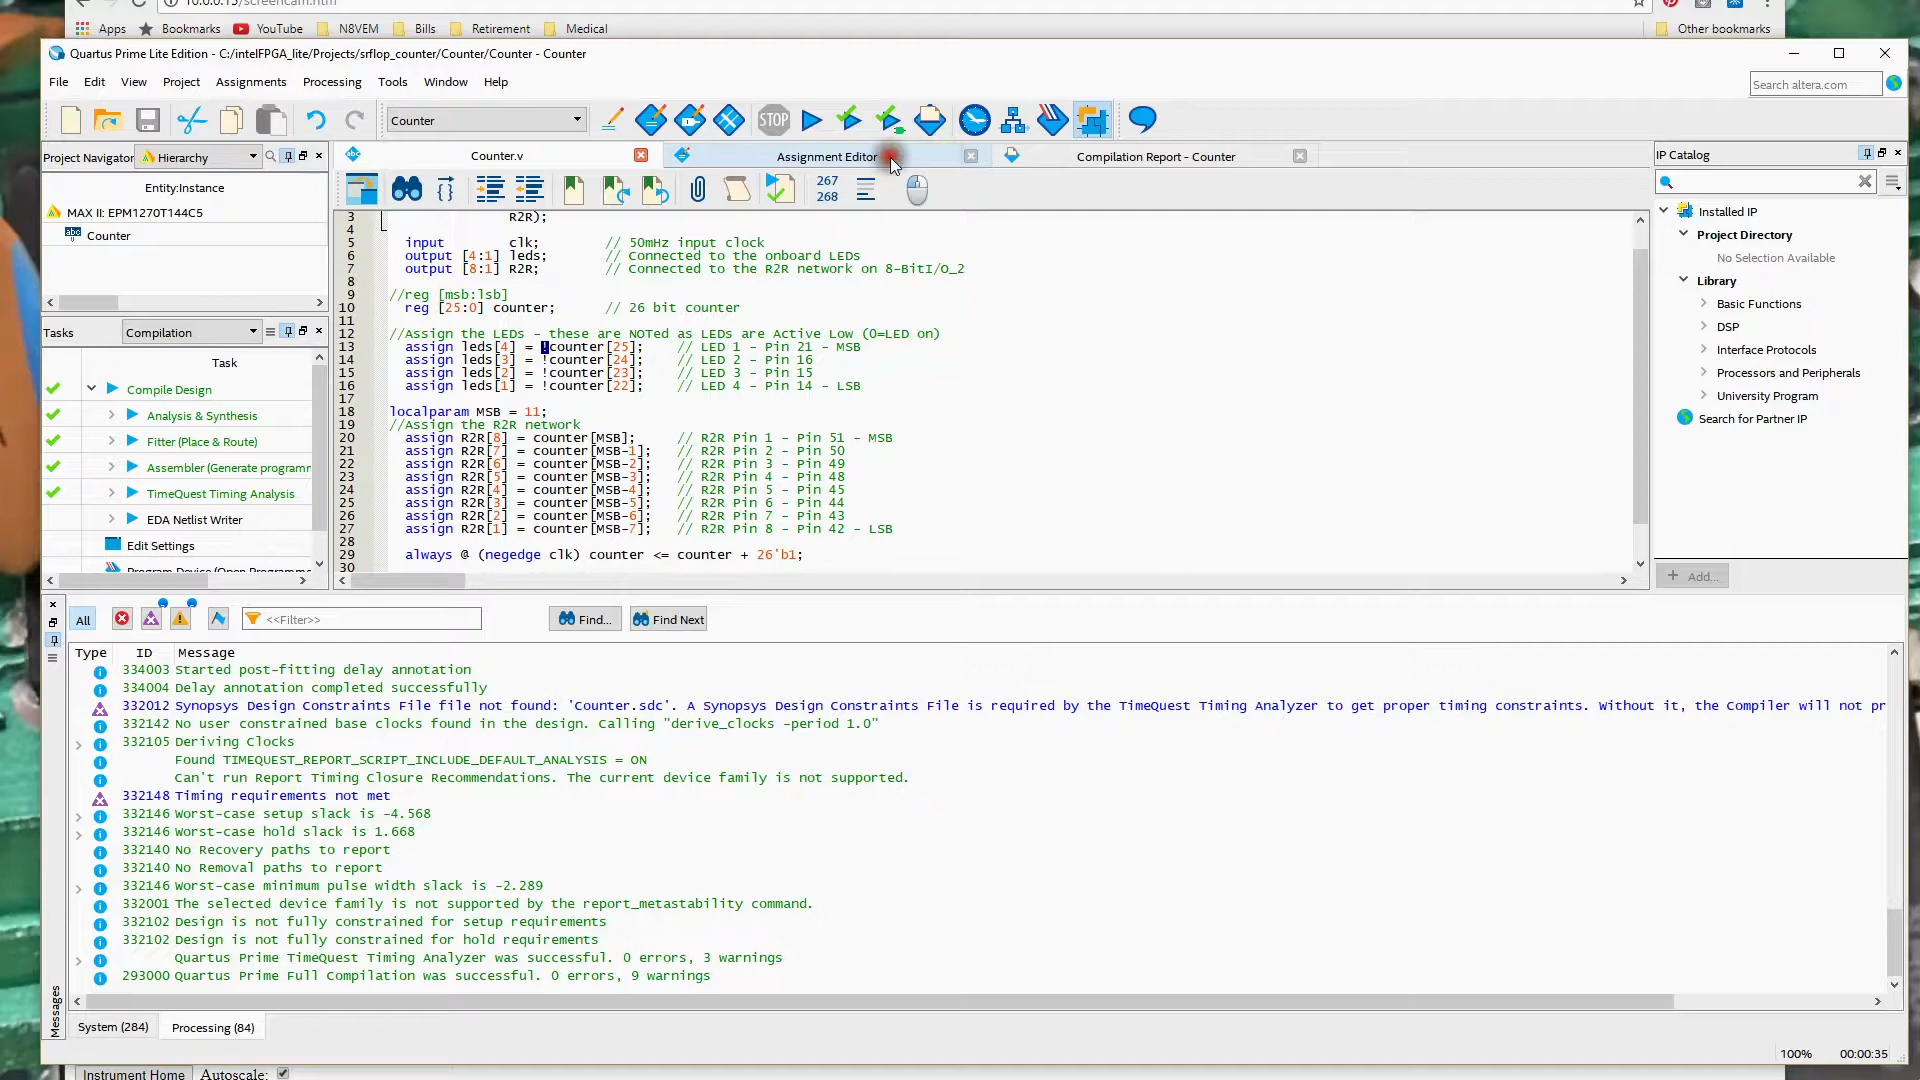 10.0.0.15/screencam.htm
Apps Bookmarks YouTube N8VEM Bills Retirement Medical Other bookmarks
Quartus Prime Lite Edition - C:/intelFPGA_lite/Projects/srflop_counter/Counter/Counter - Counter
File Edit View Project Assignments Processing Tools Window Help
Search altera.com
Counter
STOP
Project Navigator Hierarchy
Counter.v
Assignment Editor
Compilation Report - Counter
IP Catalog
267
268
Entity:Instance
MAX II: EPM1270T144C5
Counter
Tasks Compilation
Task
Compile Design
Analysis & Synthesis
Fitter (Place & Route)
Assembler (Generate programm
TimeQuest Timing Analysis
EDA Netlist Writer
Edit Settings
Program Device (Open Programme
3 R2R);
4
5 input clk; // 50mHz input clock
6 output [4:1] leds; // Connected to the onboard LEDs
7 output [8:1] R2R; // Connected to the R2R network on 8-BitI/O_2
8
9 //reg [msb:lsb]
10 reg [25:0] counter; // 26 bit counter
11
12 //Assign the LEDs - these are NOTed as LEDs are Active Low (0=LED on)
13 assign leds[4] = !counter[25]; // LED 1 - Pin 21 - MSB
14 assign leds[3] = !counter[24]; // LED 2 - Pin 16
15 assign leds[2] = !counter[23]; // LED 3 - Pin 15
16 assign leds[1] = !counter[22]; // LED 4 - Pin 14 - LSB
17
18 localparam MSB = 11;
19 //Assign the R2R network
20 assign R2R[8] = counter[MSB]; // R2R Pin 1 - Pin 51 - MSB
21 assign R2R[7] = counter[MSB-1]; // R2R Pin 2 - Pin 50
22 assign R2R[6] = counter[MSB-2]; // R2R Pin 3 - Pin 49
23 assign R2R[5] = counter[MSB-3]; // R2R Pin 4 - Pin 48
24 assign R2R[4] = counter[MSB-4]; // R2R Pin 5 - Pin 45
25 assign R2R[3] = counter[MSB-5]; // R2R Pin 6 - Pin 44
26 assign R2R[2] = counter[MSB-6]; // R2R Pin 7 - Pin 43
27 assign R2R[1] = counter[MSB-7]; // R2R Pin 8 - Pin 42 - LSB
28
29 always @ (negedge clk) counter <= counter + 26'b1;
30
Installed IP
Project Directory
No Selection Available
Library
Basic Functions
DSP
Interface Protocols
Processors and Peripherals
University Program
Search for Partner IP
+ Add...
All <<Filter>> Find... Find Next
Type ID Message
334003 Started post-fitting delay annotation
334004 Delay annotation completed successfully
332012 Synopsys Design Constraints File file not found: 'Counter.sdc'. A Synopsys Design Constraints File is required by the TimeQuest Timing Analyzer to get proper timing constraints. Without it, the Compiler will not pr
332142 No user constrained base clocks found in the design. Calling "derive_clocks -period 1.0"
332105 Deriving Clocks
Found TIMEQUEST_REPORT_SCRIPT_INCLUDE_DEFAULT_ANALYSIS = ON
Can't run Report Timing Closure Recommendations. The current device family is not supported.
332148 Timing requirements not met
332146 Worst-case setup slack is -4.568
332146 Worst-case hold slack is 1.668
332140 No Recovery paths to report
332140 No Removal paths to report
332146 Worst-case minimum pulse width slack is -2.289
332001 The selected device family is not supported by the report_metastability command.
332102 Design is not fully constrained for setup requirements
332102 Design is not fully constrained for hold requirements
Quartus Prime TimeQuest Timing Analyzer was successful. 0 errors, 3 warnings
293000 Quartus Prime Full Compilation was successful. 0 errors, 9 warnings
Messages
System (284) Processing (84)
100% 00:00:35
Instrument Home Autoscale: